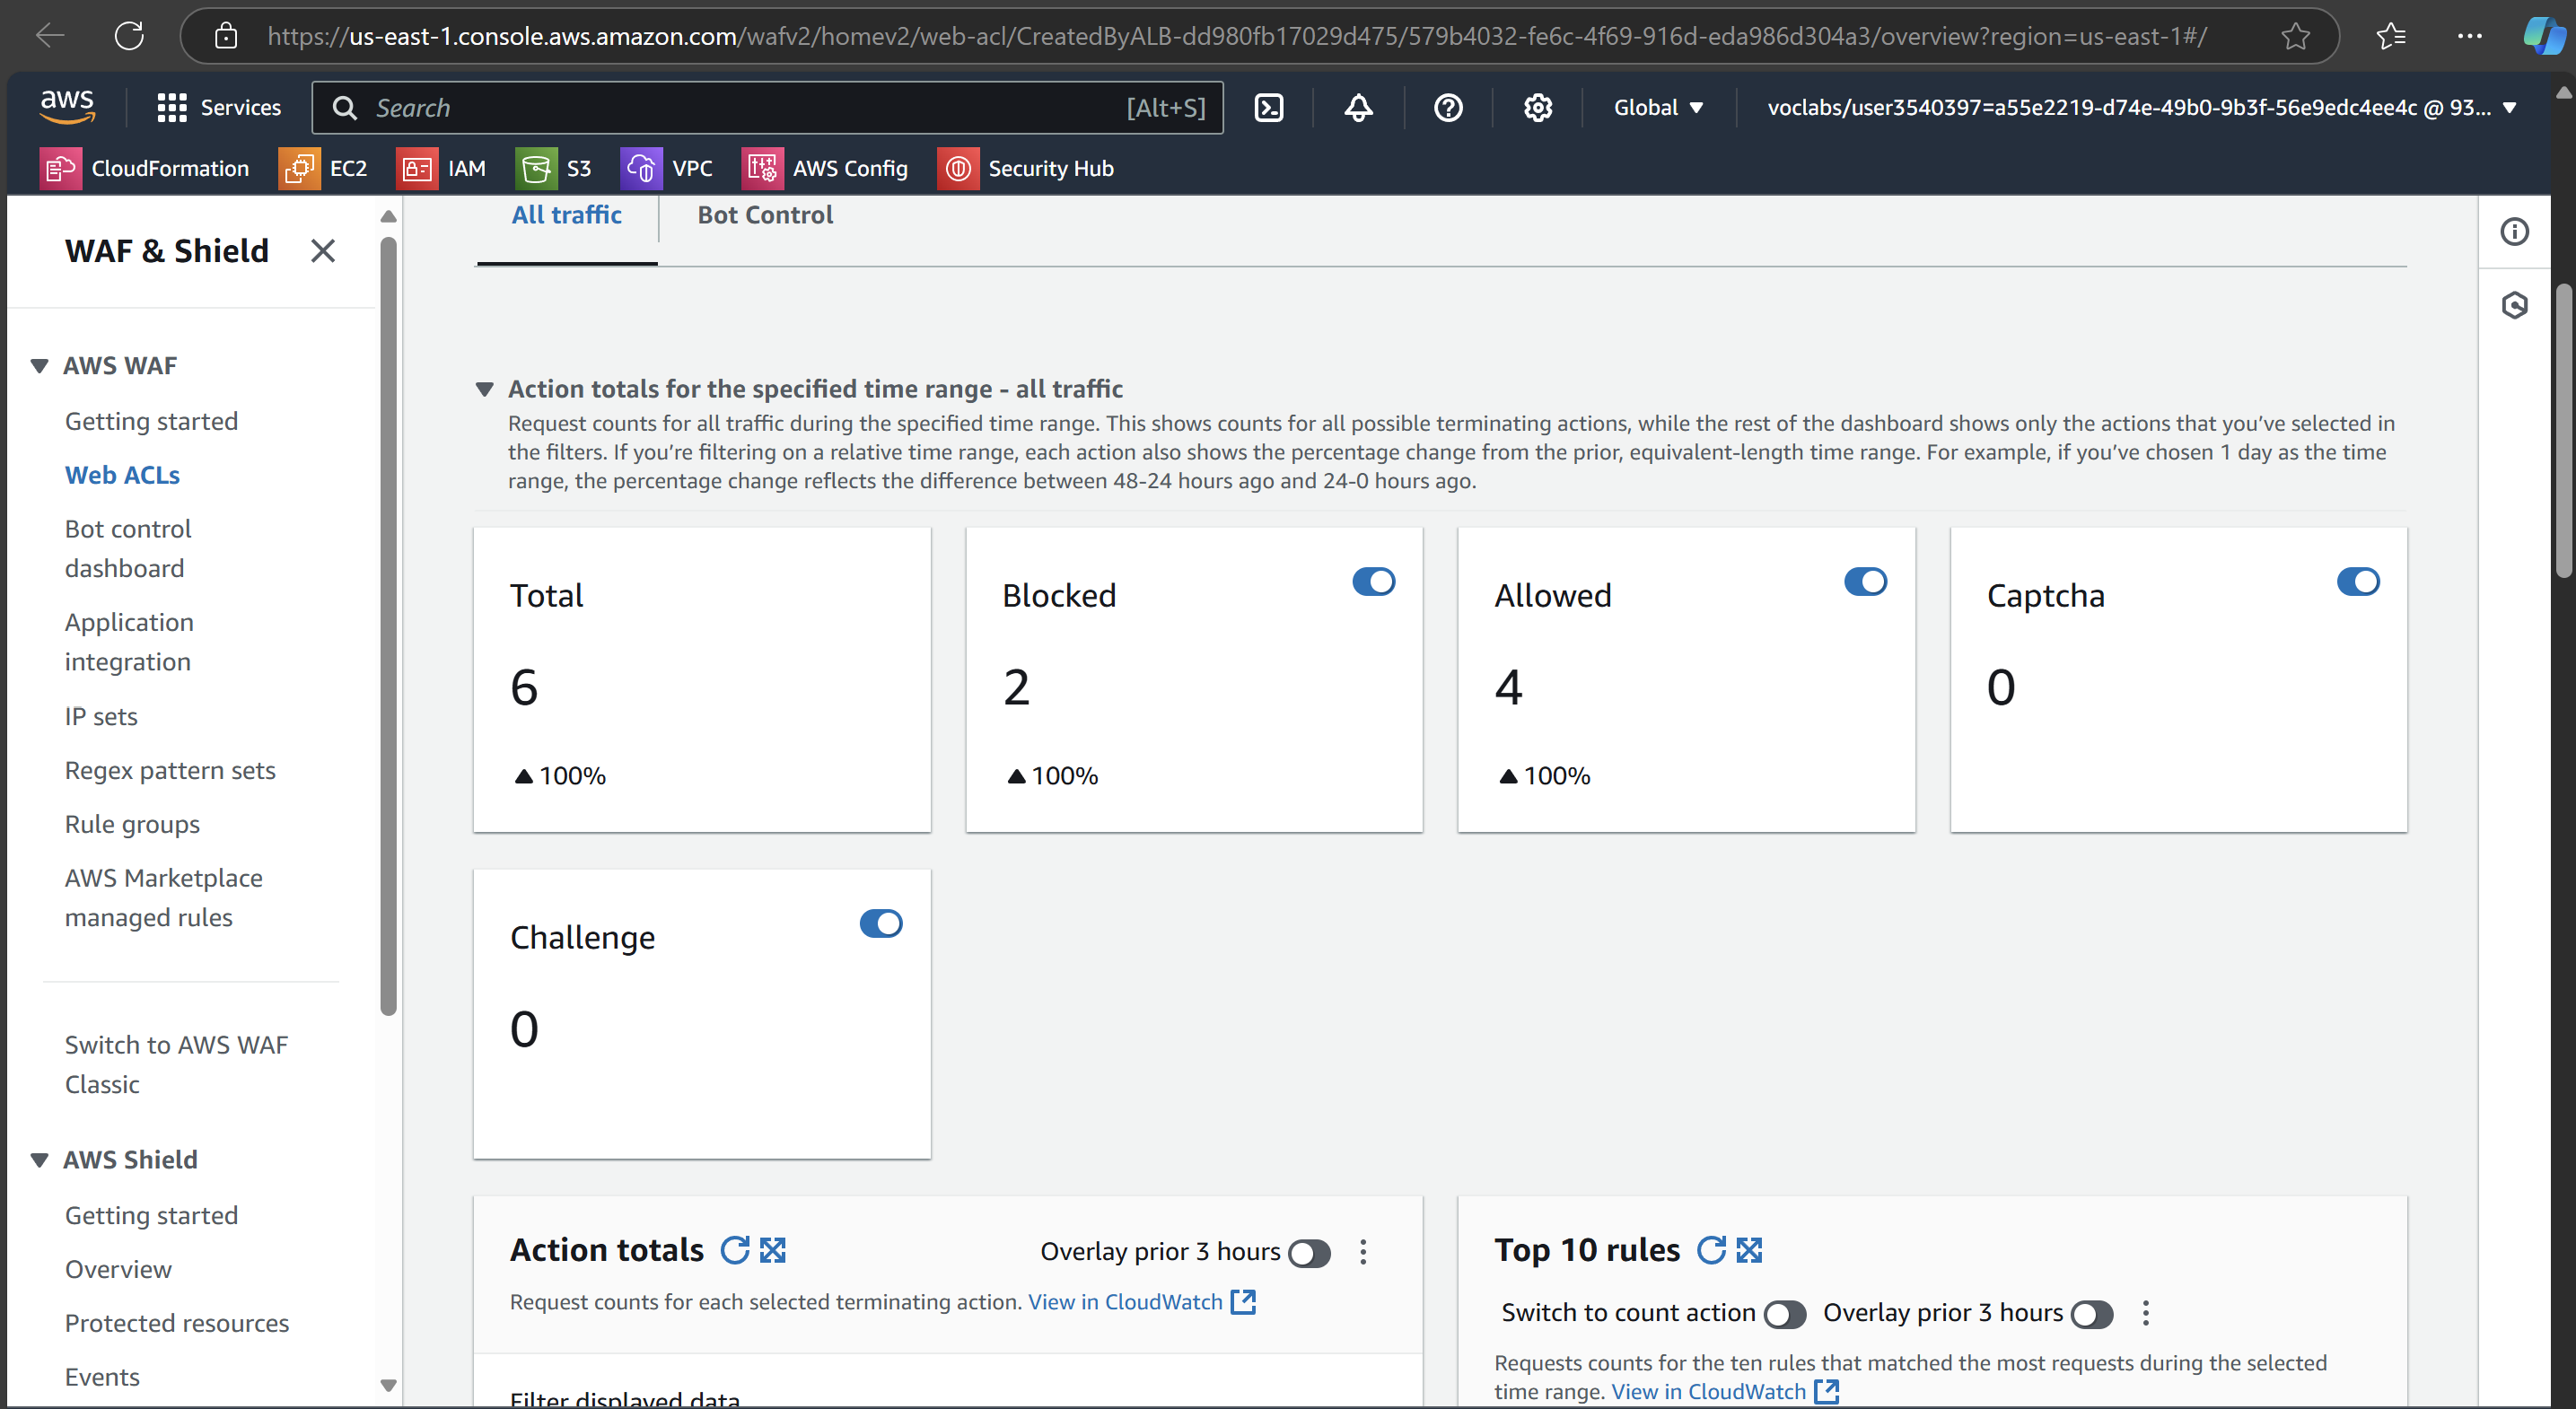 https://us-east-1.console.aws.amazon.com/wafv2/homev2/web-acl/CreatedByALB-dd980fb17029d475/579b4032-fe6c-4f69-916d-eda986d304a3/overview?region=us-east-1#/
aws
Services
Search
[Alt+S]
Global
voclabs/user3540397=a55e2219-d74e-49b0-9b3f-56e9edc4ee4c @ 93...
CloudFormation
EC2
IAM
S3
VPC
AWS Config
Security Hub
WAF & Shield
AWS WAF
Getting started
Web ACLs
Bot control
dashboard
Application
integration
IP sets
Regex pattern sets
Rule groups
AWS Marketplace
managed rules
Switch to AWS WAF
Classic
AWS Shield
Getting started
Overview
Protected resources
Events
All traffic
Bot Control
Action totals for the specified time range - all traffic
Request counts for all traffic during the specified time range. This shows counts for all possible terminating actions, while the rest of the dashboard shows only the actions that you’ve selected in
the filters. If you’re filtering on a relative time range, each action also shows the percentage change from the prior, equivalent-length time range. For example, if you’ve chosen 1 day as the time
range, the percentage change reflects the difference between 48-24 hours ago and 24-0 hours ago.
Total
6
100%
Blocked
2
100%
Allowed
4
100%
Captcha
0
Challenge
0
Action totals
Overlay prior 3 hours
Request counts for each selected terminating action. View in CloudWatch
Filter displayed data
Top 10 rules
Switch to count action
Overlay prior 3 hours
Requests counts for the ten rules that matched the most requests during the selected
time range. View in CloudWatch